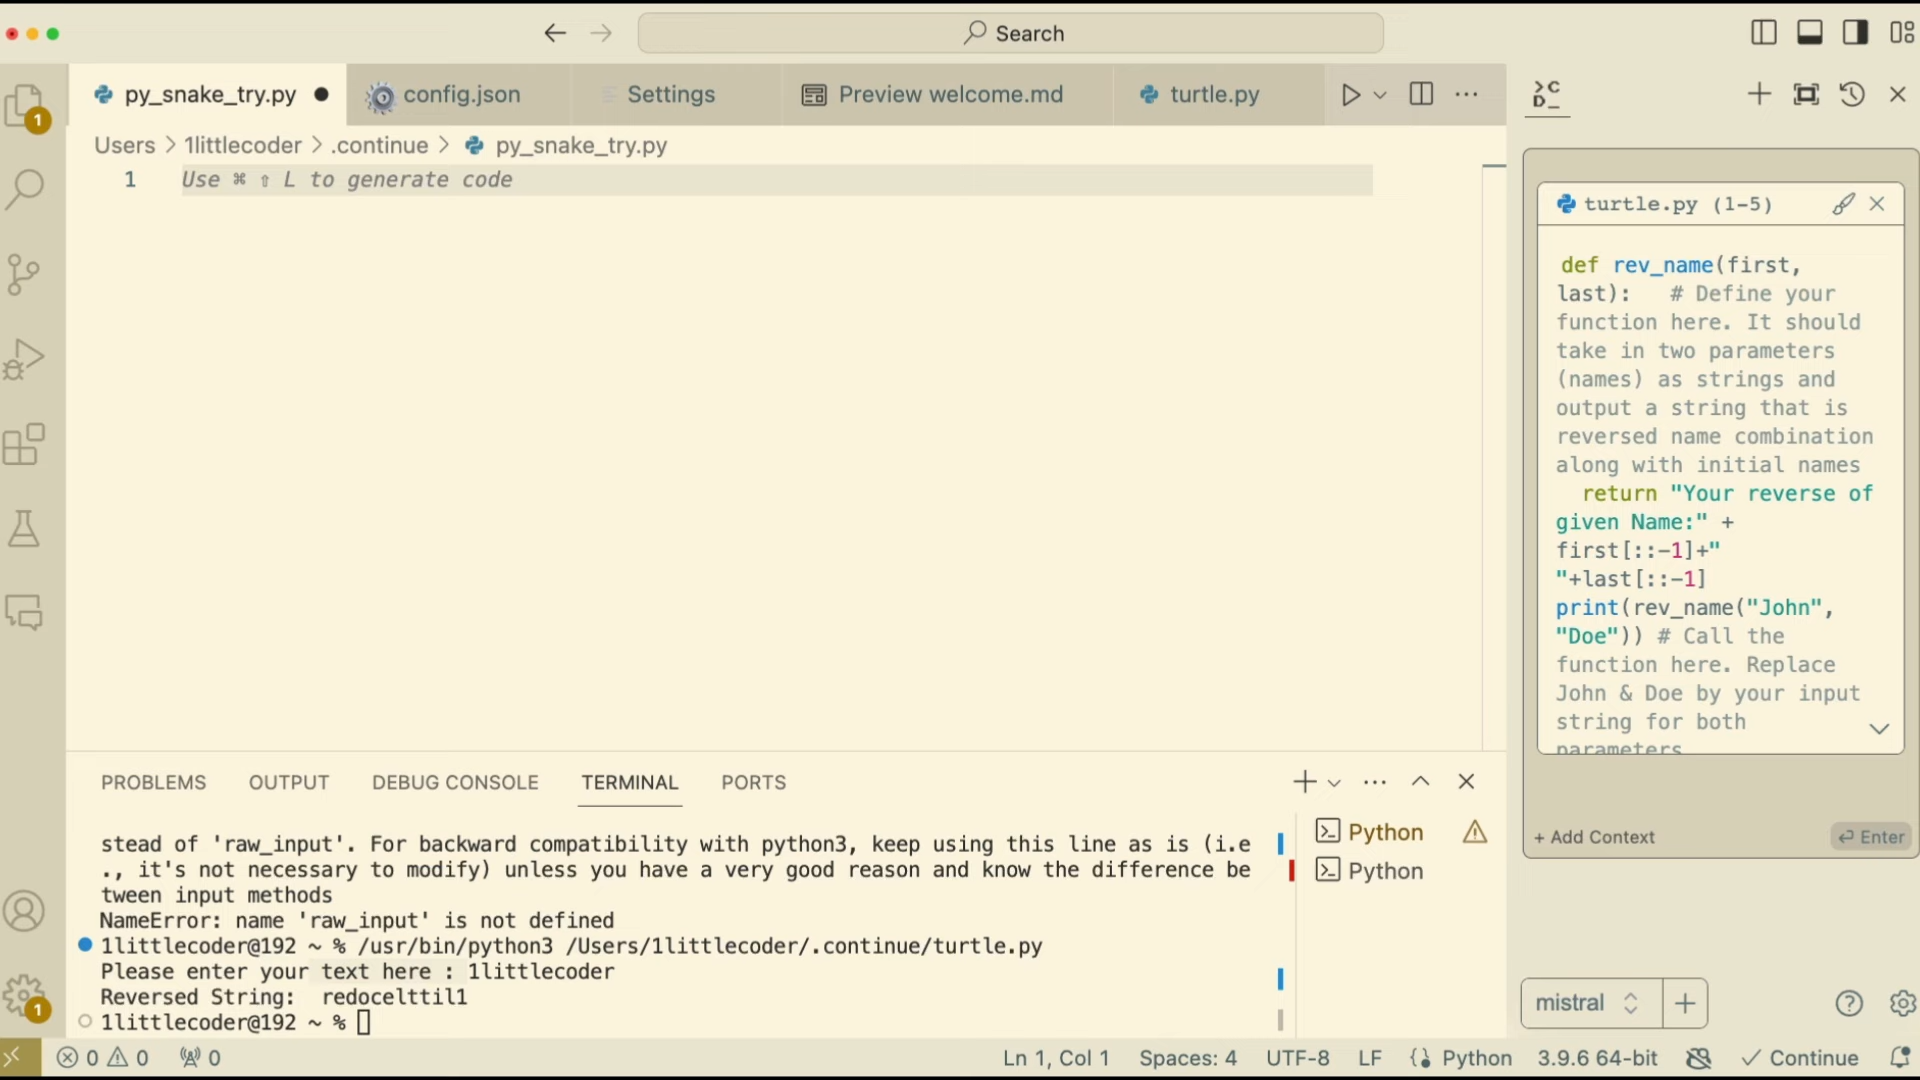 Search
py_snake_try.py
config.json
Settings
Preview welcome.md
turtle.py
Users > 1littlecoder > .continue > py_snake_try.py
1
Use ⌘ ⇧ L to generate code
1
1
>C
D_
turtle.py (1-5)
def rev_name(first,
last): # Define your
function here. It should
take in two parameters
(names) as strings and
output a string that is
reversed name combination
along with initial names
return "Your reverse of
given Name:" +
first[::-1]+"
"+last[::-1]
print(rev_name("John",
"Doe")) # Call the
function here. Replace
John & Doe by your input
string for both
parameters
+ Add Context
⏎ Enter
mistral
PROBLEMS
OUTPUT
DEBUG CONSOLE
TERMINAL
PORTS
stead of 'raw_input'. For backward compatibility with python3, keep using this line as is (i.e
., it's not necessary to modify) unless you have a very good reason and know the difference be
tween input methods
NameError: name 'raw_input' is not defined
1littlecoder@192 ~ % /usr/bin/python3 /Users/1littlecoder/.continue/turtle.py
Please enter your text here : 1littlecoder
Reversed String:  redocelttil1
1littlecoder@192 ~ %
Python
Python
0 0 0
Ln 1, Col 1
Spaces: 4
UTF-8
LF
Python
3.9.6 64-bit
Continue